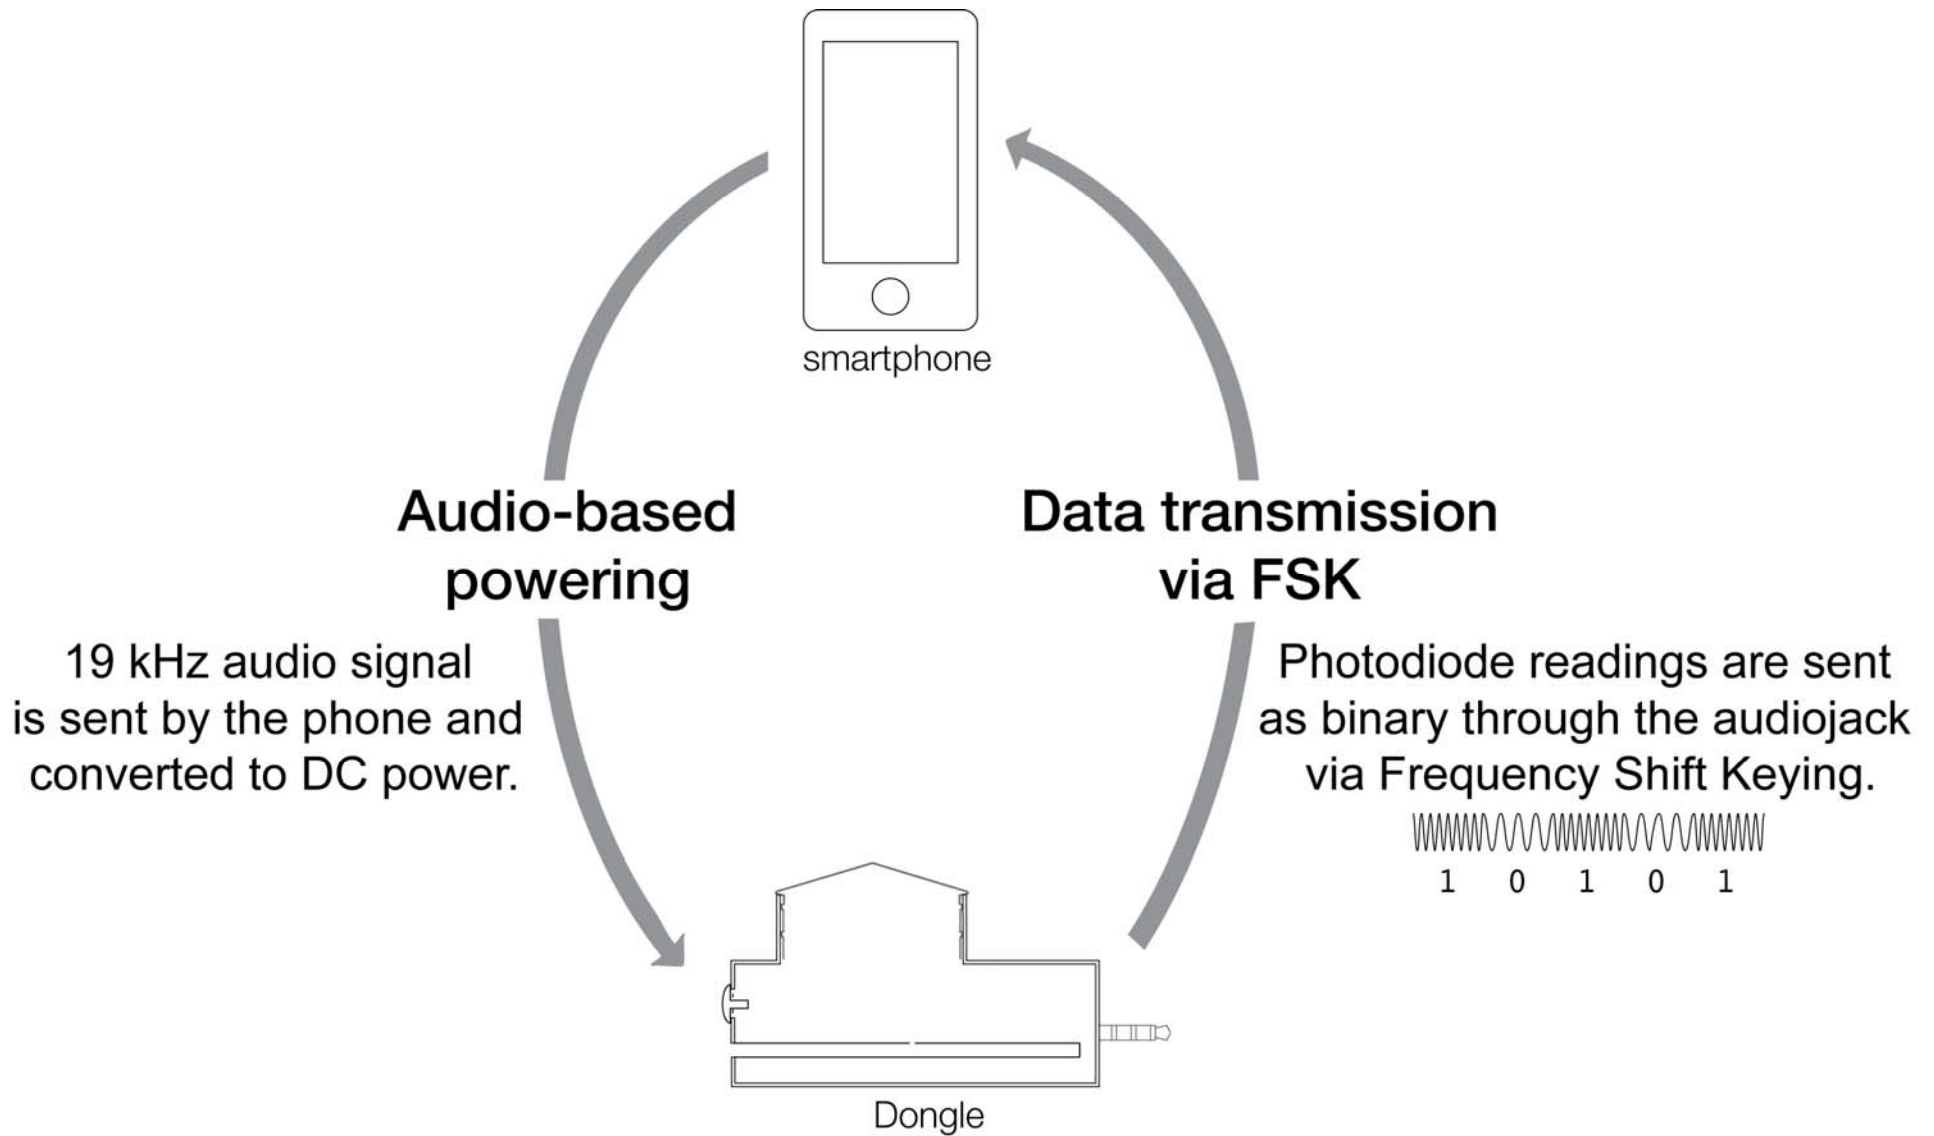 smartphone
Audio-based
powering
19 kHz audio signal
is sent by the phone and
converted to DC power.
Data transmission
via FSK
Photodiode readings are sent
as binary through the audiojack
via Frequency Shift Keying.
1 0 1 0 1
Dongle